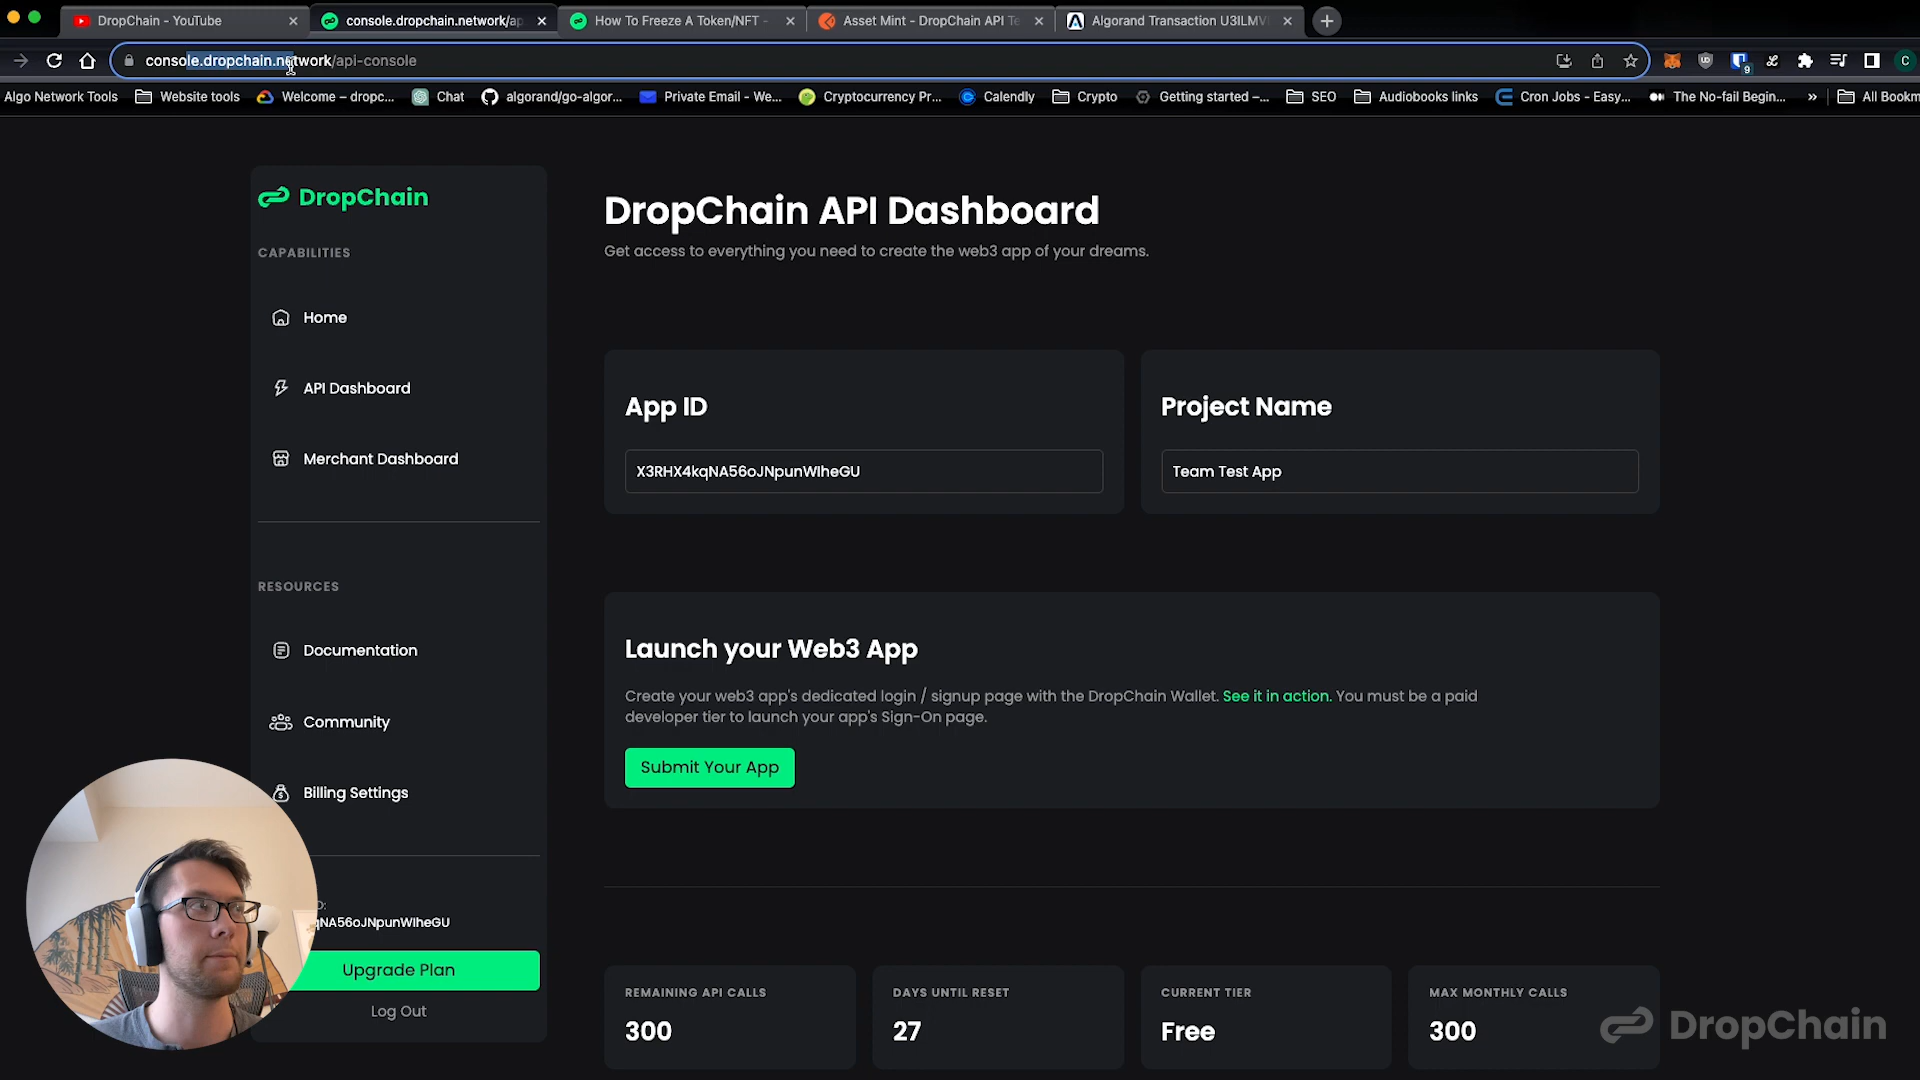 DropChain - YouTube
console.dropchain.network/ap
How To Freeze A Token/NFT -
Asset Mint - DropChain API Te
Algorand Transaction U3ILMV
console.dropchain.network/api-console
9
C
Algo Network Tools
Website tools
Welcome – dropc...
Chat
algorand/go-algor...
Private Email - We...
Cryptocurrency Pr...
Calendly
Crypto
Getting started –...
SEO
Audiobooks links
Cron Jobs - Easy...
The No-fail Begin...
»
All Bookm
DropChain
CAPABILITIES
Home
API Dashboard
Merchant Dashboard
RESOURCES
Documentation
Community
Billing Settings
D:
qNA56oJNpunWIheGU
Upgrade Plan
Log Out
DropChain API Dashboard
Get access to everything you need to create the web3 app of your dreams.
App ID
X3RHX4kqNA56oJNpunWIheGU
Project Name
Team Test App
Launch your Web3 App
Create your web3 app's dedicated login / signup page with the DropChain Wallet. See it in action. You must be a paid
developer tier to launch your app's Sign-On page.
Submit Your App
REMAINING API CALLS
300
DAYS UNTIL RESET
27
CURRENT TIER
Free
MAX MONTHLY CALLS
300
DropChain